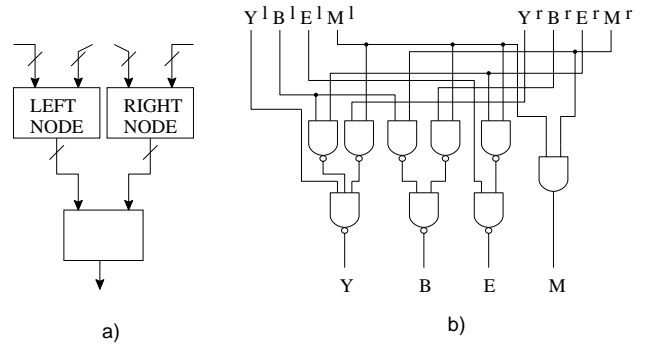 Y^l B^l E^l M^l
Y^r B^r E^r M^r
LEFT NODE
RIGHT NODE
Y B E M
a)
b)